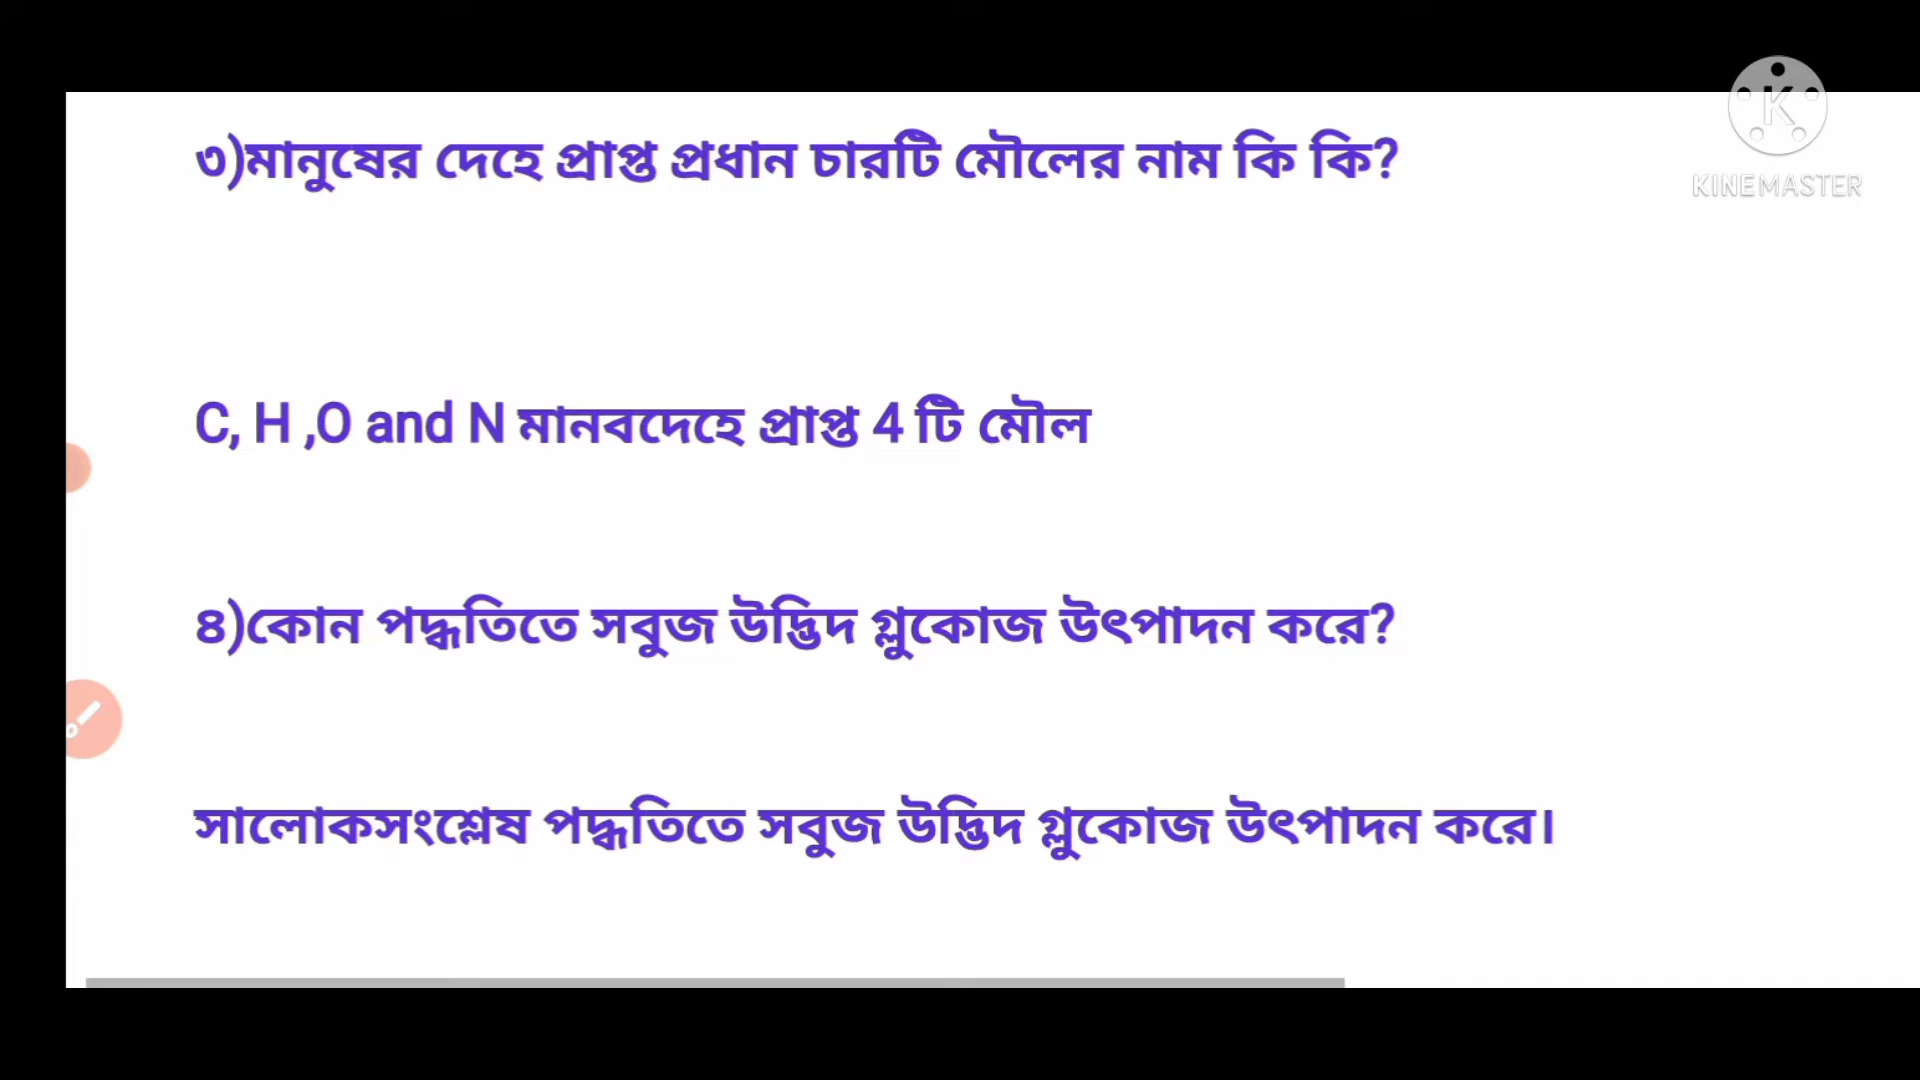 ৩)মানুষের দেহে প্রাপ্ত প্রধান চারটি মৌলের নাম কি কি?
K
KINEMASTER
C, H ,O and N মানবদেহে প্রাপ্ত 4 টি মৌল
৪)কোন পদ্ধতিতে সবুজ উদ্ভিদ গ্লুকোজ উৎপাদন করে?
সালোকসংশ্লেষ পদ্ধতিতে সবুজ উদ্ভিদ গ্লুকোজ উৎপাদন করে।